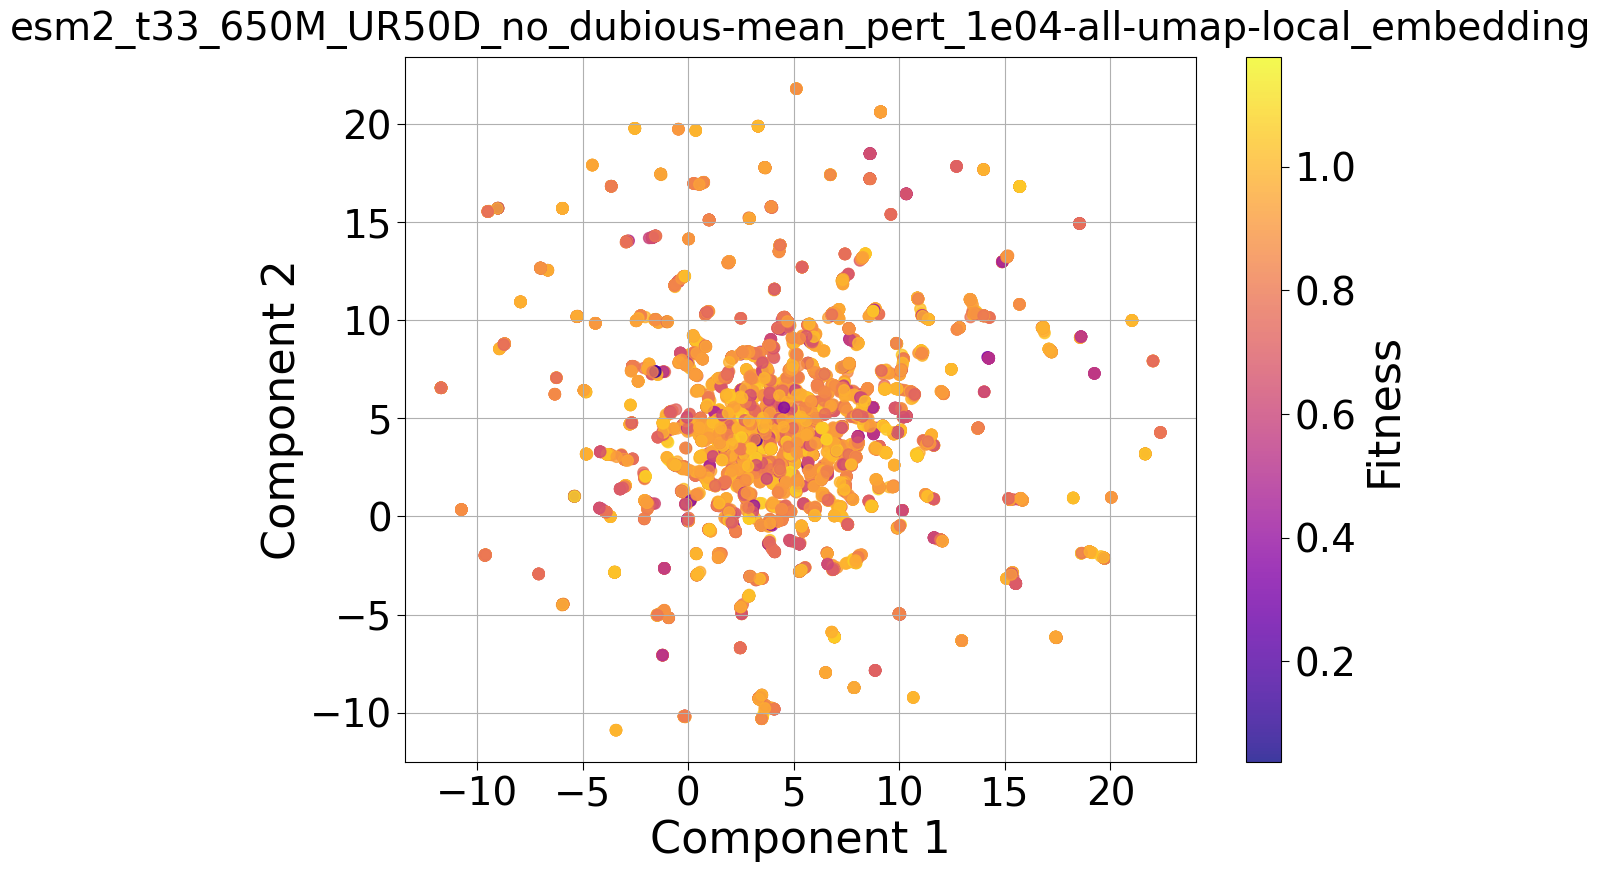 esm2_t33_650M_UR50D_no_dubious-mean_pert_1e04-all-umap-local_embedding
20
15
10
5
0
−5
−10
Component 2
−10 −5 0 5 10 15 20
Component 1
1.0
0.8
0.6
0.4
0.2
Fitness